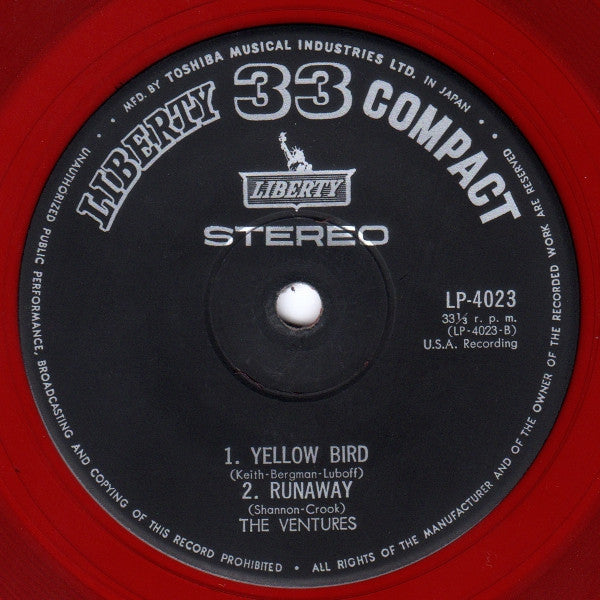 MFD. BY TOSHIBA MUSICAL INDUSTRIES LTD. IN JAPAN • UNAUTHORIZED PUBLIC PERFORMANCE, BROADCASTING AND COPYING OF THIS RECORD PROHIBITED • ALL RIGHTS OF THE MANUFACTURER AND OF THE OWNER OF THE RECORDED WORK ARE RESERVED •
LIBERTY 33 COMPACT
LIBERTY
STEREO
LP-4023
33⅓ r. p. m.
(LP-4023-B)
U.S.A. Recording
1. YELLOW BIRD
(Keith-Bergman-Luboff)
2. RUNAWAY
(Shannon-Crook)
THE VENTURES